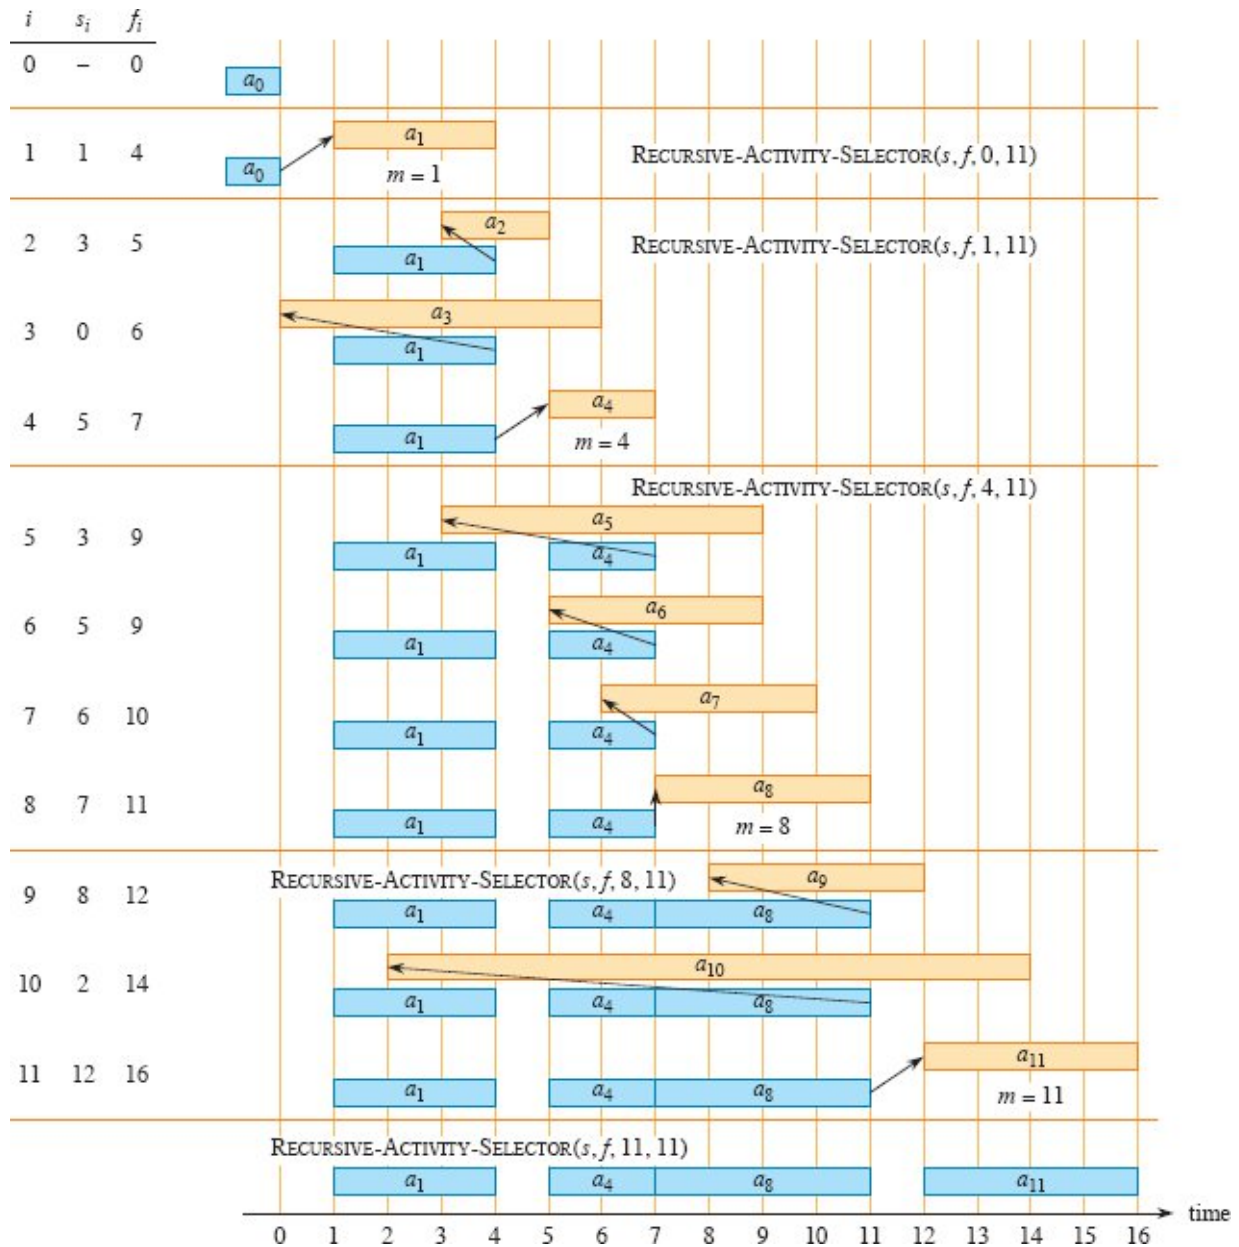 i s_i f_i
0 – 0
a_0
a_1
1 1 4 RECURSIVE-ACTIVITY-SELECTOR(s, f, 0, 11)
a_0 m = 1
a_2
2 3 5 RECURSIVE-ACTIVITY-SELECTOR(s, f, 1, 11)
a_1
a_3
3 0 6
a_1
a_4
4 5 7
a_1 m = 4
RECURSIVE-ACTIVITY-SELECTOR(s, f, 4, 11)
a_5
5 3 9
a_1 a_4
a_6
6 5 9
a_1 a_4
a_7
7 6 10
a_1 a_4
a_8
8 7 11
a_1 a_4 m = 8
RECURSIVE-ACTIVITY-SELECTOR(s, f, 8, 11) a_9
9 8 12
a_1 a_4 a_8
a_10
10 2 14
a_1 a_4 a_8
a_11
11 12 16
a_1 a_4 a_8 m = 11
RECURSIVE-ACTIVITY-SELECTOR(s, f, 11, 11)
a_1 a_4 a_8 a_11
time
0 1 2 3 4 5 6 7 8 9 10 11 12 13 14 15 16